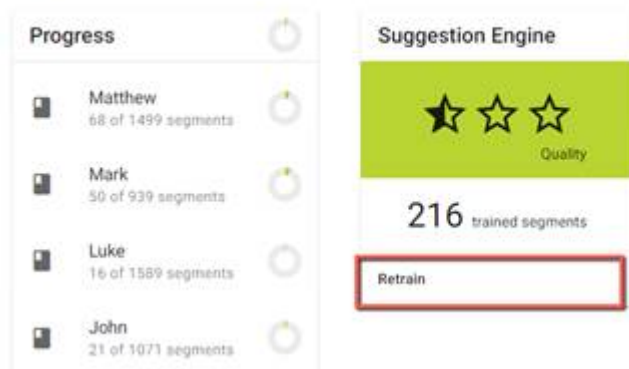 Progress
Matthew
68 of 1499 segments
Mark
50 of 939 segments
Luke
16 of 1589 segments
John
21 of 1071 segments
Suggestion Engine
Quality
216 trained segments
Retrain